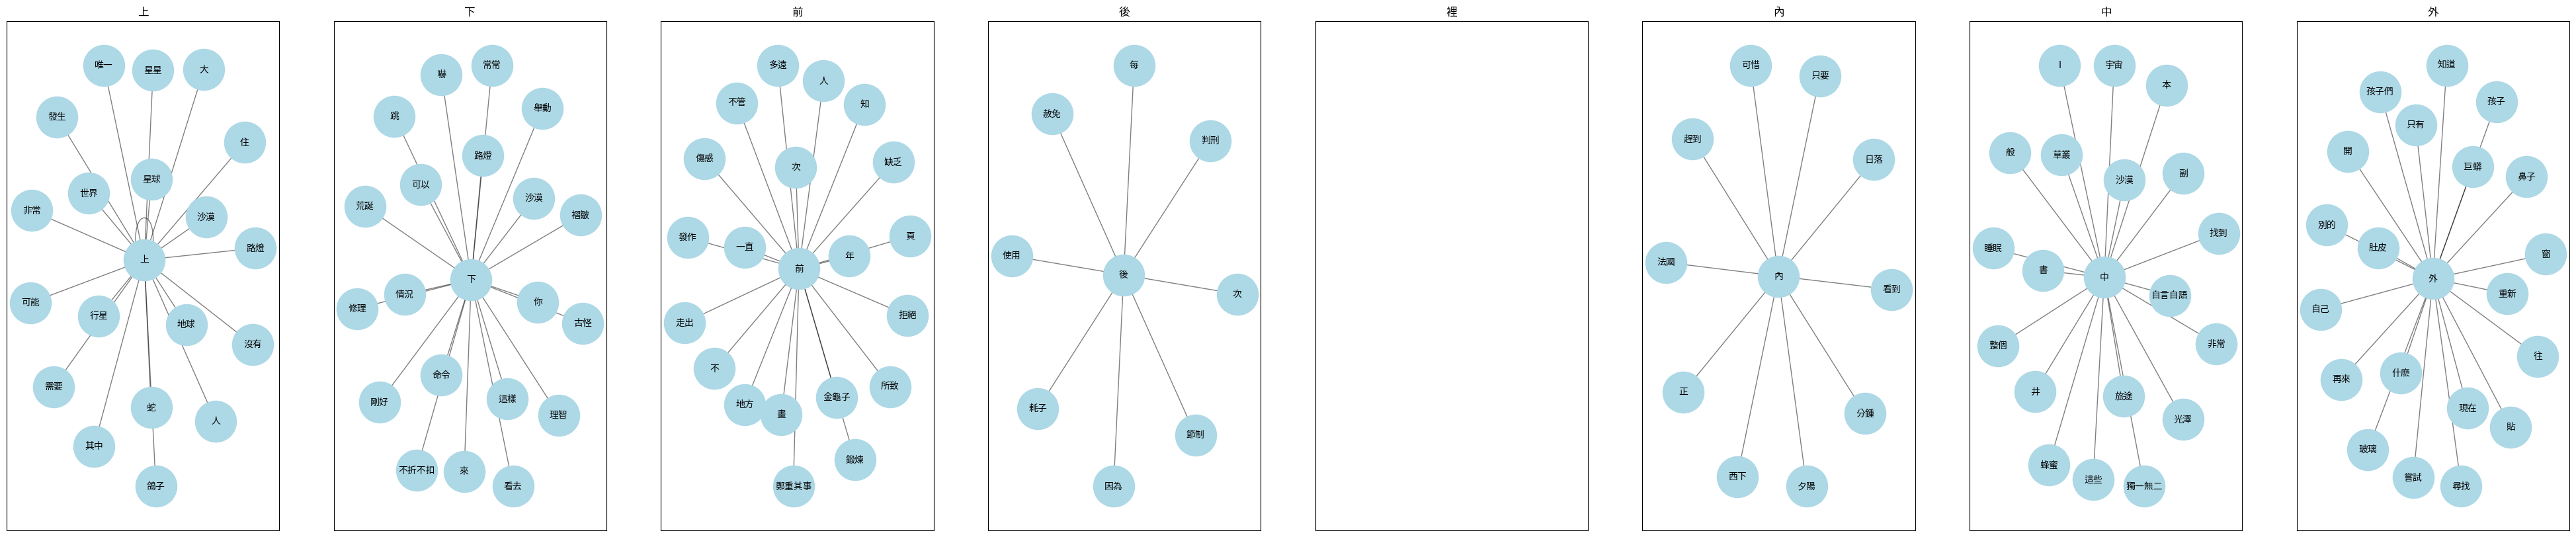 上
唯一
星星
大
發生
住
世界
星球
非常
沙漠
路燈
上
可能
行星
地球
沒有
需要
蛇
人
其中
鴿子
下
嚇
常常
跳
舉動
路燈
可以
沙漠
荒誕
褶皺
下
情況
修理
你
古怪
命令
剛好
這樣
理智
不折不扣
來
看去
前
多遠
人
不管
知
傷感
次
缺乏
發作
一直
頁
年
前
走出
拒絕
不
所致
地方
畫
金龜子
鍛煉
鄭重其事
後
每
赦免
判刑
使用
後
次
耗子
節制
因為
裡
內
可惜
只要
趕到
日落
法國
內
看到
正
分鍾
西下
夕陽
中
I
宇宙
本
般
草叢
沙漠
副
睡眠
找到
書
中
自言自語
整個
非常
井
旅途
光澤
蜂蜜
這些
獨一無二
外
知道
孩子們
孩子
只有
開
巨蟒
鼻子
別的
肚皮
窗
外
自己
重新
往
再來
什麼
現在
貼
玻璃
嘗試
尋找